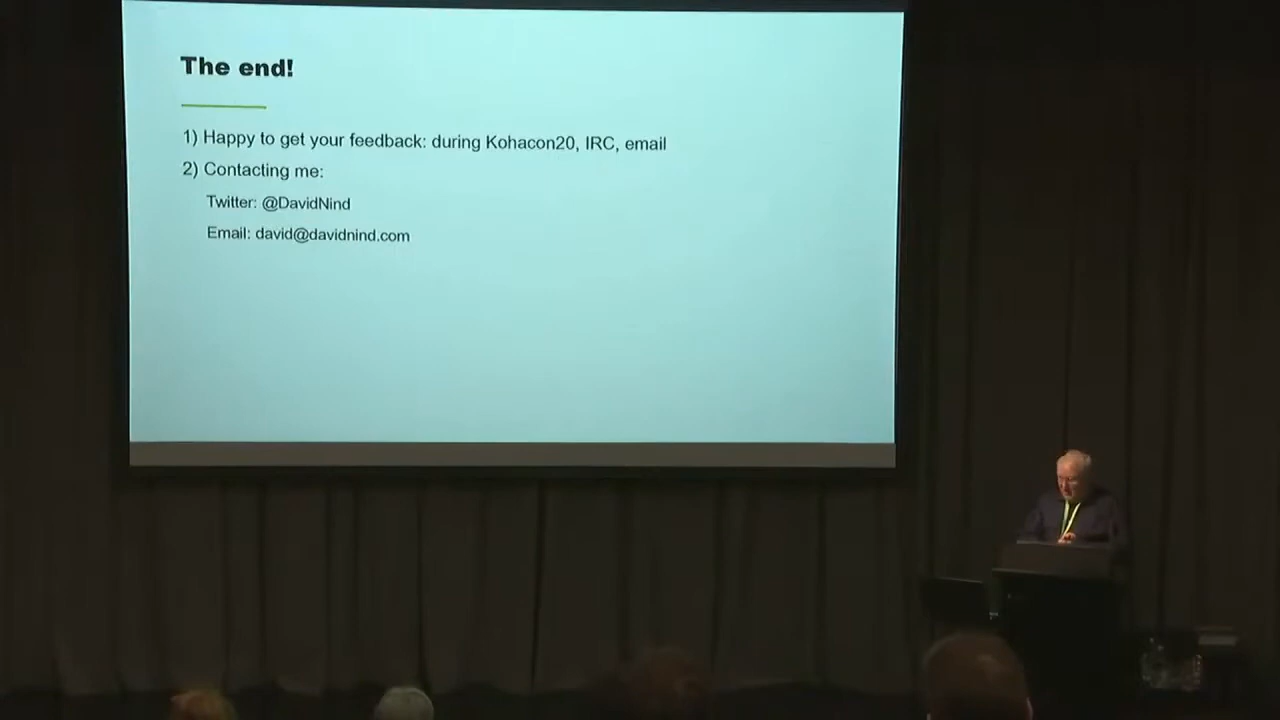 The end!
1) Happy to get your feedback: during Kohacon20, IRC, email
2) Contacting me:
Twitter: @DavidNind
Email: david@davidnind.com